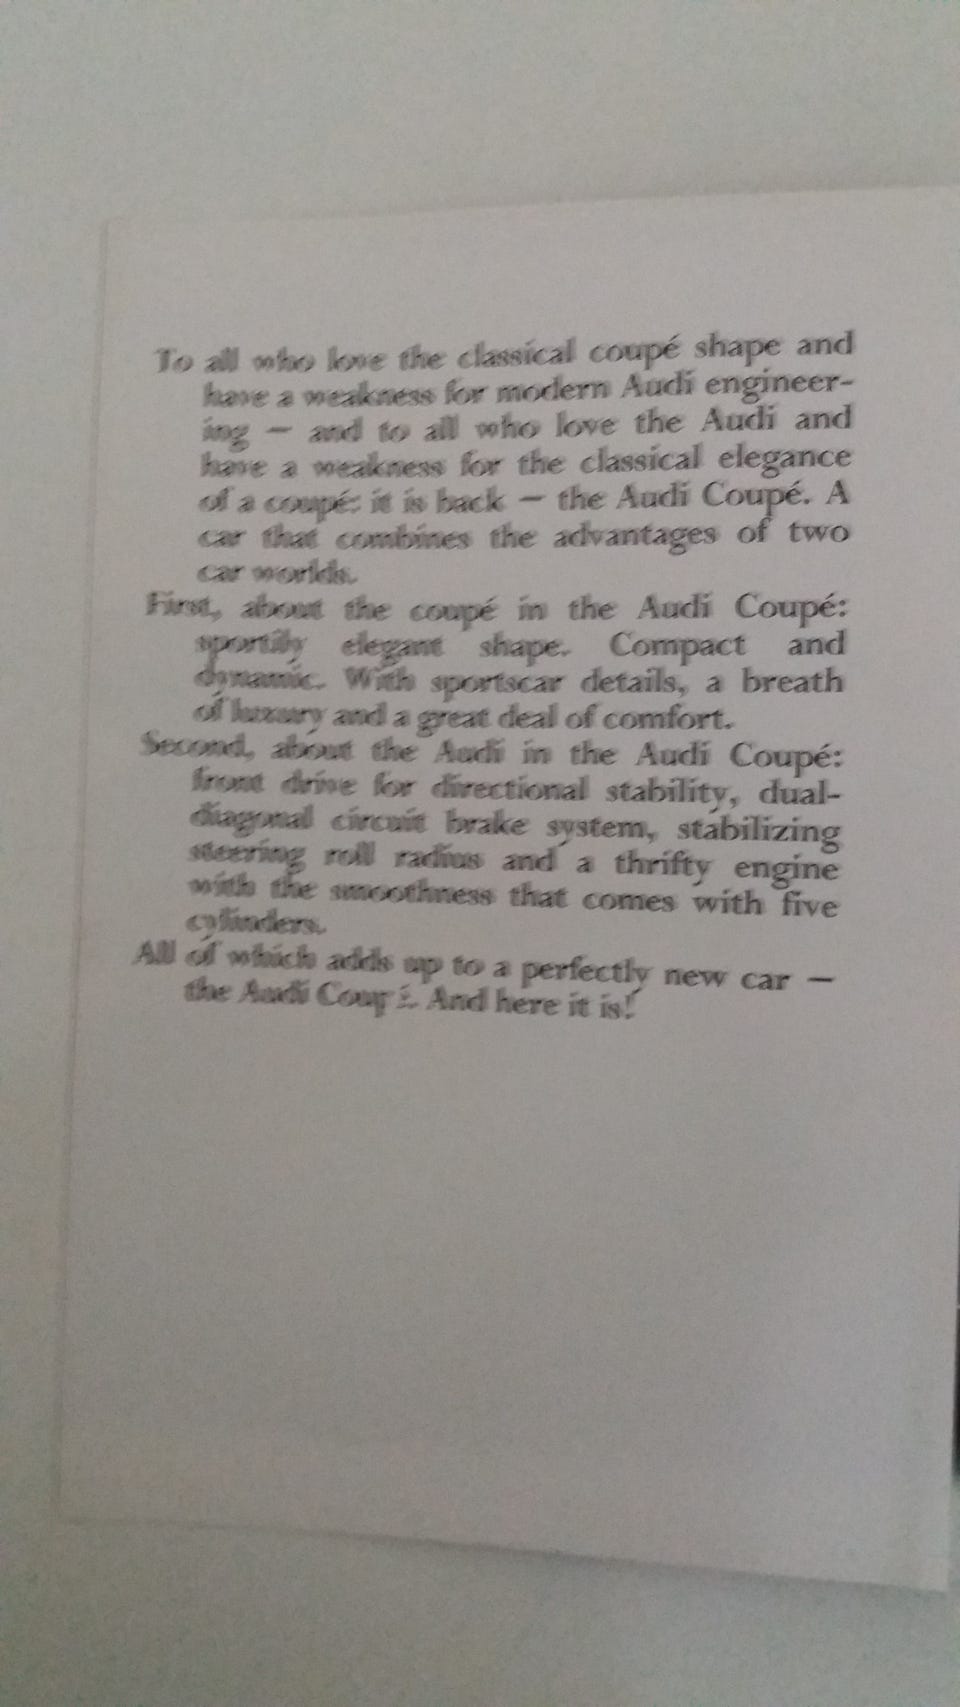 To all who love the classical coupé shape and
have a weakness for modern Audi engineer-
ing – and to all who love the Audi and
have a weakness for the classical elegance
of a coupé: it is back – the Audi Coupé. A
car that combines the advantages of two
car worlds.
First, about the coupé in the Audi Coupé:
sportily elegant shape. Compact and
dynamic. With sportscar details, a breath
of luxury and a great deal of comfort.
Second, about the Audi in the Audi Coupé:
front drive for directional stability, dual-
diagonal circuit brake system, stabilizing
steering roll radius and a thrifty engine
with the smoothness that comes with five
cylinders.
All of which adds up to a perfectly new car –
the Audi Coupé. And here it is!